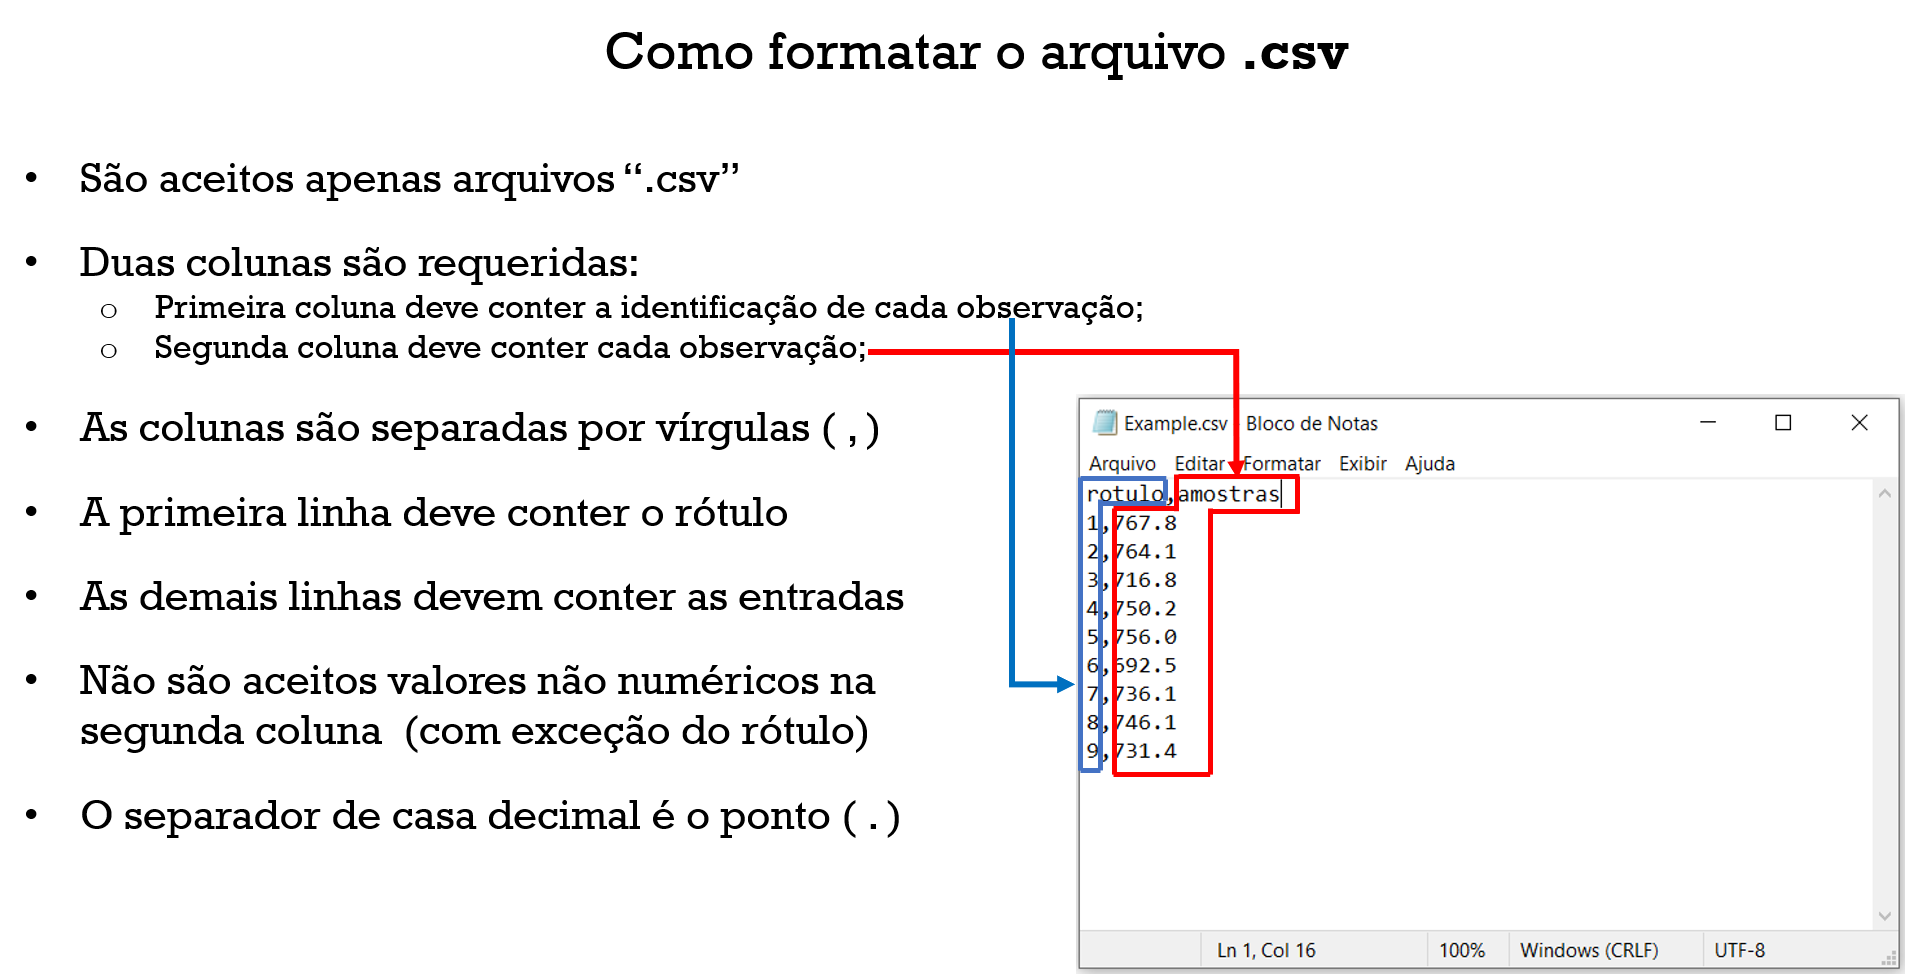 Como formatar o arquivo .csv
• São aceitos apenas arquivos “.csv”
• Duas colunas são requeridas:
o Primeira coluna deve conter a identificação de cada observação;
o Segunda coluna deve conter cada observação;
• As colunas são separadas por vírgulas ( , )
• A primeira linha deve conter o rótulo
• As demais linhas devem conter as entradas
• Não são aceitos valores não numéricos na
segunda coluna (com exceção do rótulo)
• O separador de casa decimal é o ponto ( . )
Example.csv - Bloco de Notas
Arquivo Editar Formatar Exibir Ajuda
rotulo,amostras
1,767.8
2,764.1
3,716.8
4,750.2
5,756.0
6,692.5
7,736.1
8,746.1
9,731.4
Ln 1, Col 16 100% Windows (CRLF) UTF-8